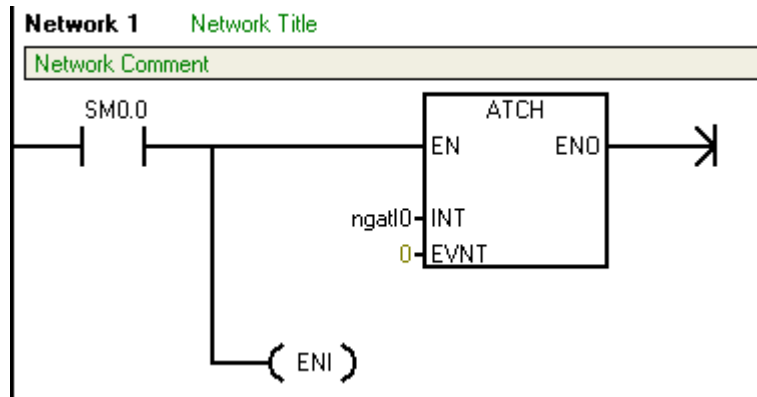 Network 1 Network Title
Network Comment
SM0.0
ATCH
EN ENO
ngatI0 INT
0 EVNT
ENI